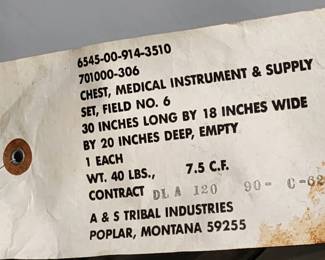 6545-00-914-3510
701000-306
CHEST, MEDICAL INSTRUMENT & SUPPLY
SET, FIELD NO. 6
30 INCHES LONG BY 18 INCHES WIDE
BY 20 INCHES DEEP, EMPTY
1 EACH
WT. 40 LBS., 7.5 C.F.
CONTRACT DLA 120 90- C-62
A & S TRIBAL INDUSTRIES
POPLAR, MONTANA 59255